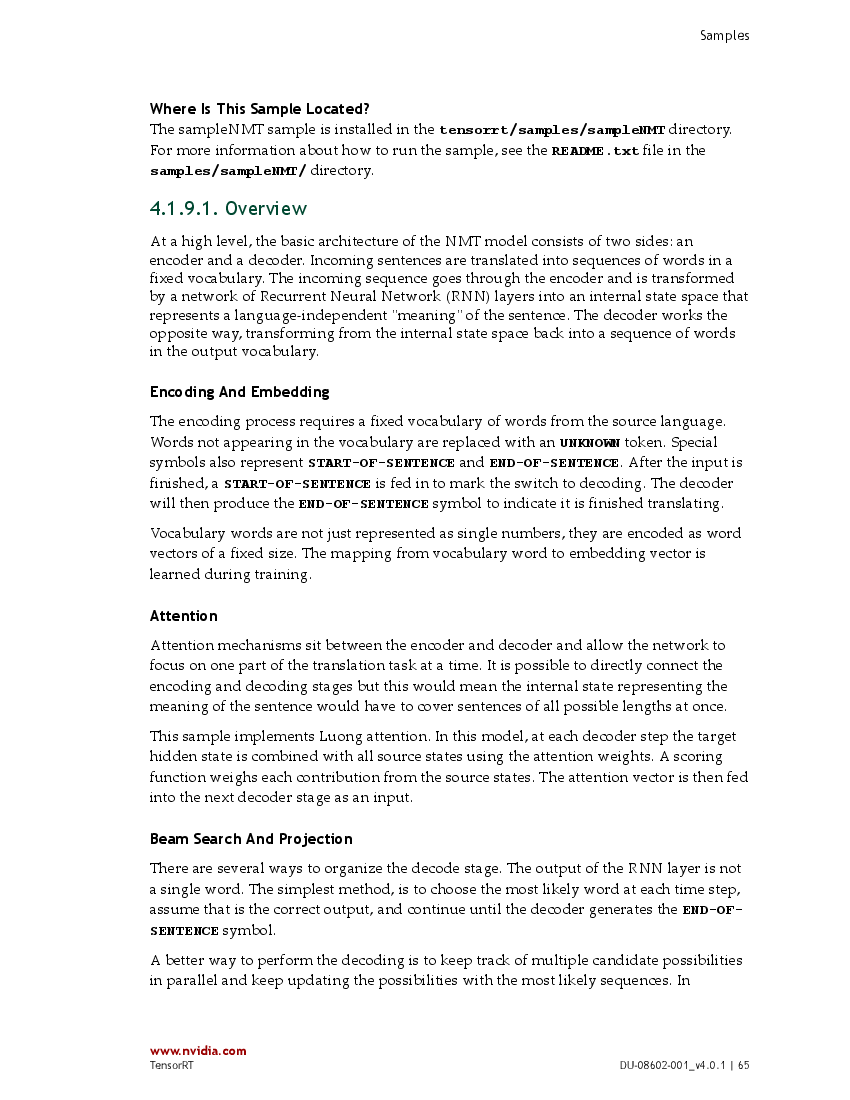 Samples
Where Is This Sample Located?
The sampleNMT sample is installed in the tensorrt/samples/sampleNMT directory.
For more information about how to run the sample, see the README.txt file in the
samples/sampleNMT/ directory.
4.1.9.1. Overview
At a high level, the basic architecture of the NMT model consists of two sides: an
encoder and a decoder. Incoming sentences are translated into sequences of words in a
fixed vocabulary. The incoming sequence goes through the encoder and is transformed
by a network of Recurrent Neural Network (RNN) layers into an internal state space that
represents a language-independent "meaning" of the sentence. The decoder works the
opposite way, transforming from the internal state space back into a sequence of words
in the output vocabulary.
Encoding And Embedding
The encoding process requires a fixed vocabulary of words from the source language.
Words not appearing in the vocabulary are replaced with an UNKNOWN token. Special
symbols also represent START-OF-SENTENCE and END-OF-SENTENCE. After the input is
finished, a START-OF-SENTENCE is fed in to mark the switch to decoding. The decoder
will then produce the END-OF-SENTENCE symbol to indicate it is finished translating.
Vocabulary words are not just represented as single numbers, they are encoded as word
vectors of a fixed size. The mapping from vocabulary word to embedding vector is
learned during training.
Attention
Attention mechanisms sit between the encoder and decoder and allow the network to
focus on one part of the translation task at a time. It is possible to directly connect the
encoding and decoding stages but this would mean the internal state representing the
meaning of the sentence would have to cover sentences of all possible lengths at once.
This sample implements Luong attention. In this model, at each decoder step the target
hidden state is combined with all source states using the attention weights. A scoring
function weighs each contribution from the source states. The attention vector is then fed
into the next decoder stage as an input.
Beam Search And Projection
There are several ways to organize the decode stage. The output of the RNN layer is not
a single word. The simplest method, is to choose the most likely word at each time step,
assume that is the correct output, and continue until the decoder generates the END-OF-
SENTENCE symbol.
A better way to perform the decoding is to keep track of multiple candidate possibilities
in parallel and keep updating the possibilities with the most likely sequences. In
www.nvidia.com
TensorRT DU-08602-001_v4.0.1 | 65